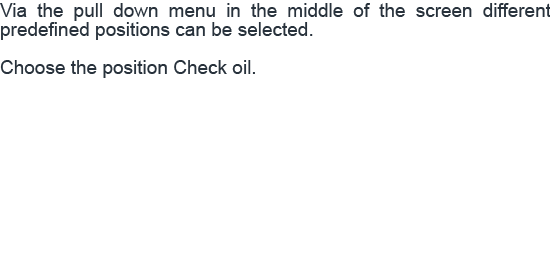 Via the pull down menu in the middle of the screen different
predefined positions can be selected.
Choose the position Check oil.